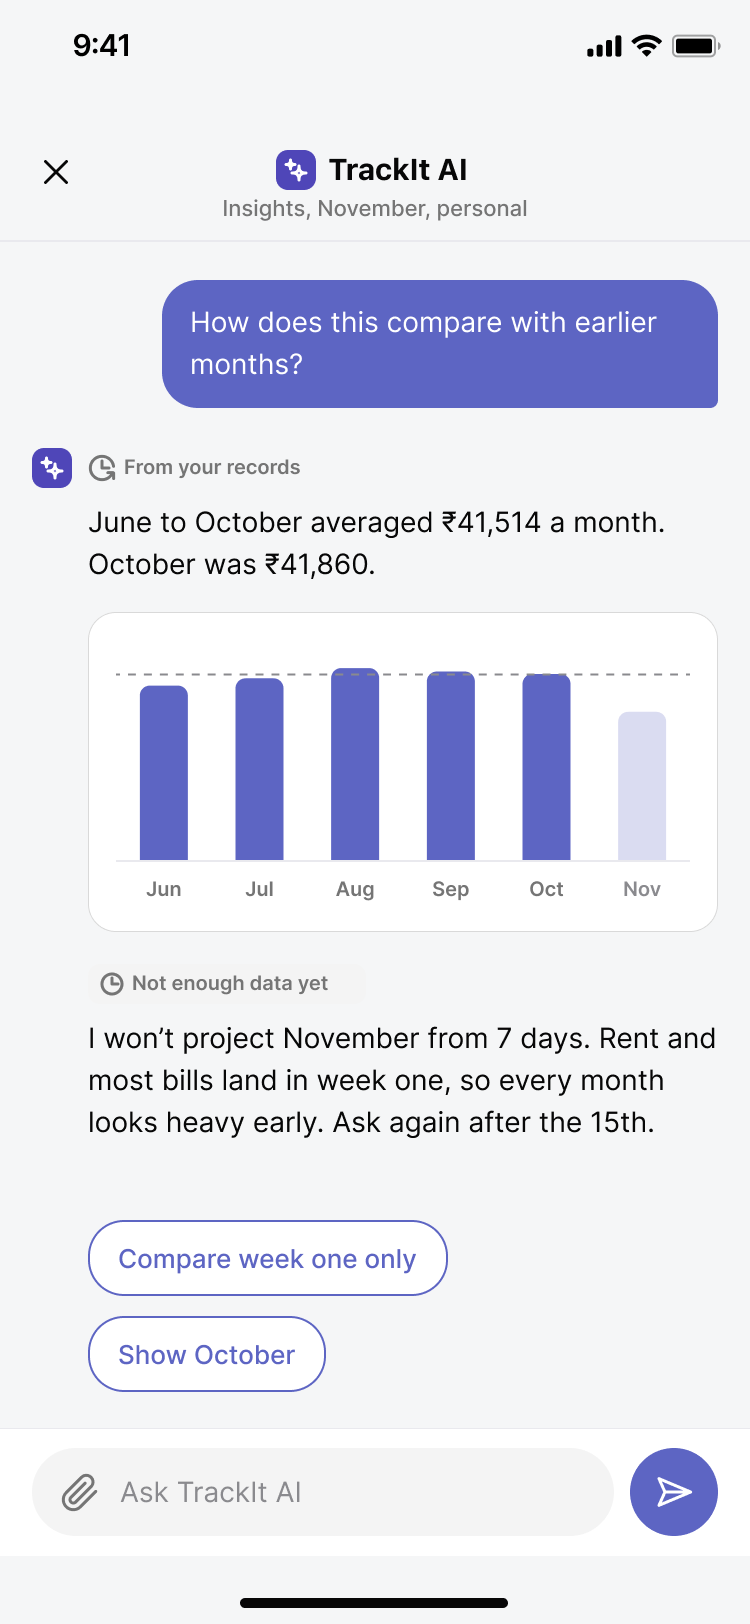 9:41
TrackIt AI
Insights, November, personal
How does this compare with earlier
months?
From your records
June to October averaged ₹41,514 a month.
October was ₹41,860.
Jun Jul Aug Sep Oct Nov
Not enough data yet
I won’t project November from 7 days. Rent and
most bills land in week one, so every month
looks heavy early. Ask again after the 15th.
Compare week one only
Show October
Ask TrackIt AI